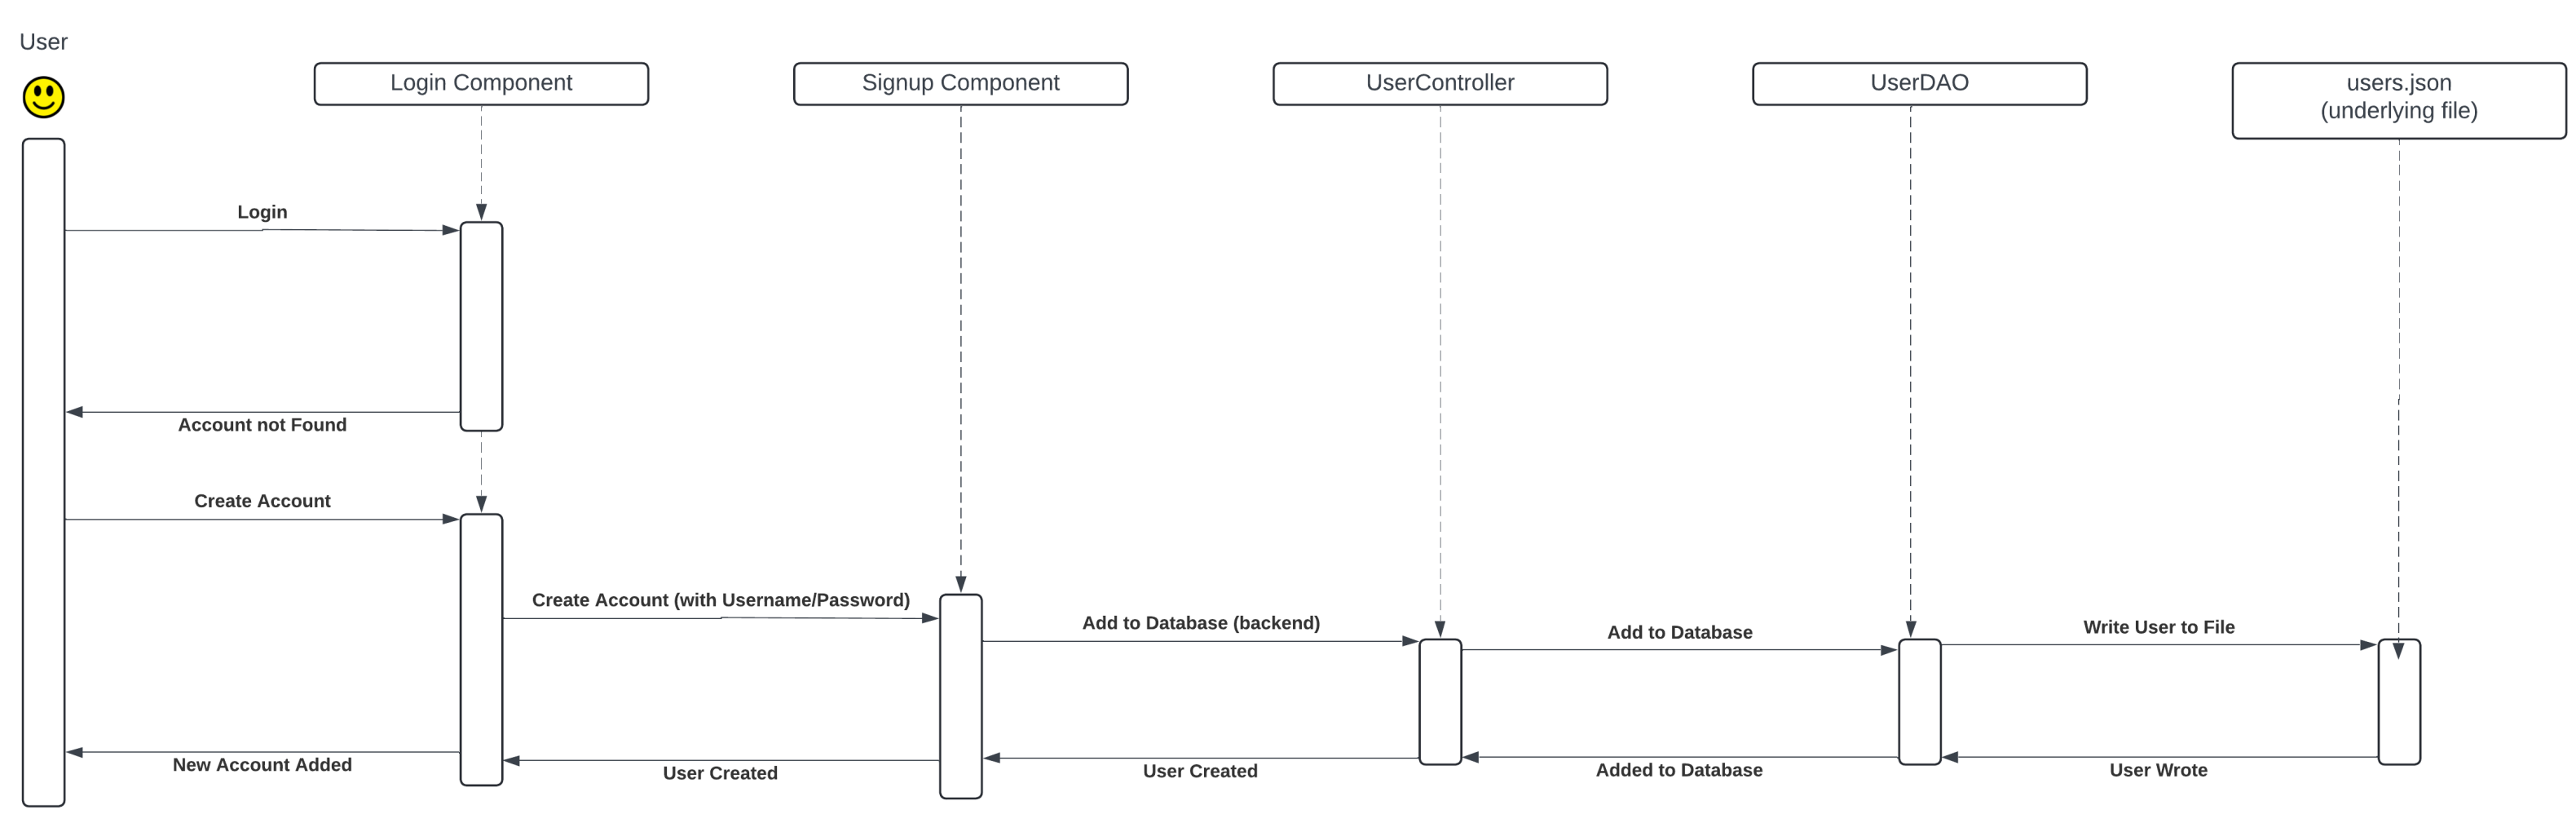 User
Login Component
Signup Component
UserController
UserDAO
users.json
(underlying file)
Login
Account not Found
Create Account
Create Account (with Username/Password)
Add to Database (backend)
Add to Database
Write User to File
New Account Added
User Created
User Created
Added to Database
User Wrote